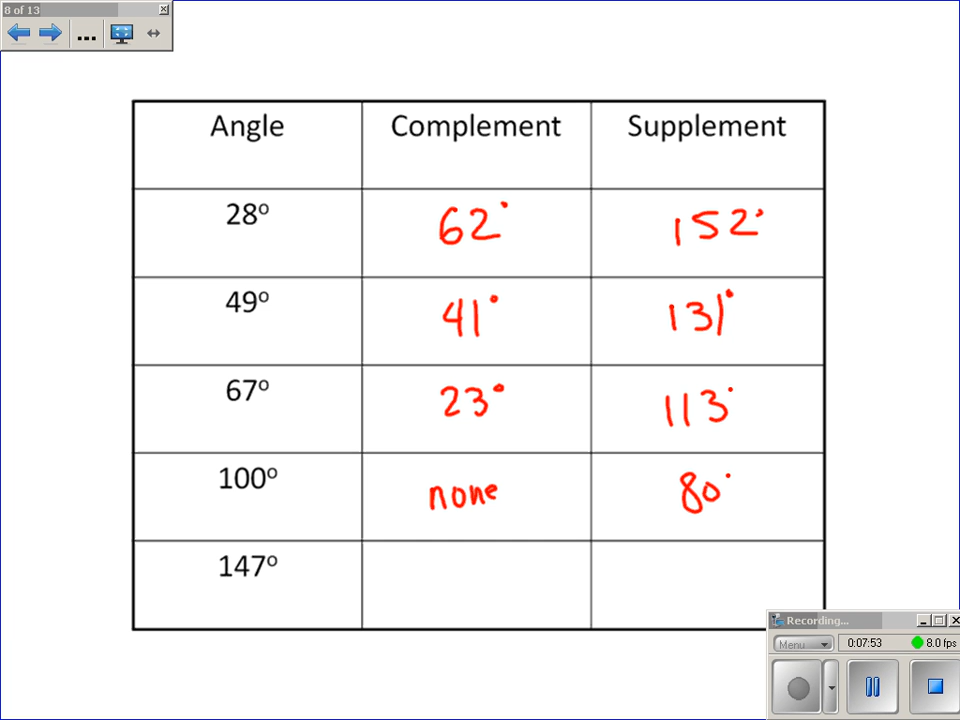 8 of 13
Angle Complement Supplement
28° 62° 152°
49° 41° 131°
67° 23° 113°
100° none 80°
147°
Recording...
Menu 0:07:53 8.0 fps